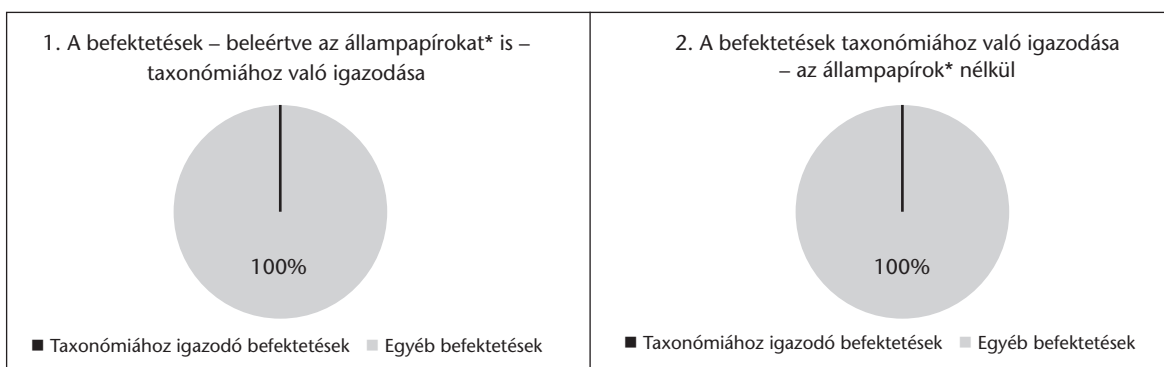 1. A befektetések – beleértve az állampapírokat* is –
taxonómiához való igazodása
100%
■ Taxonómiához igazodó befektetések ■ Egyéb befektetések
2. A befektetések taxonómiához való igazodása
– az állampapírok* nélkül
100%
■ Taxonómiához igazodó befektetések ■ Egyéb befektetések